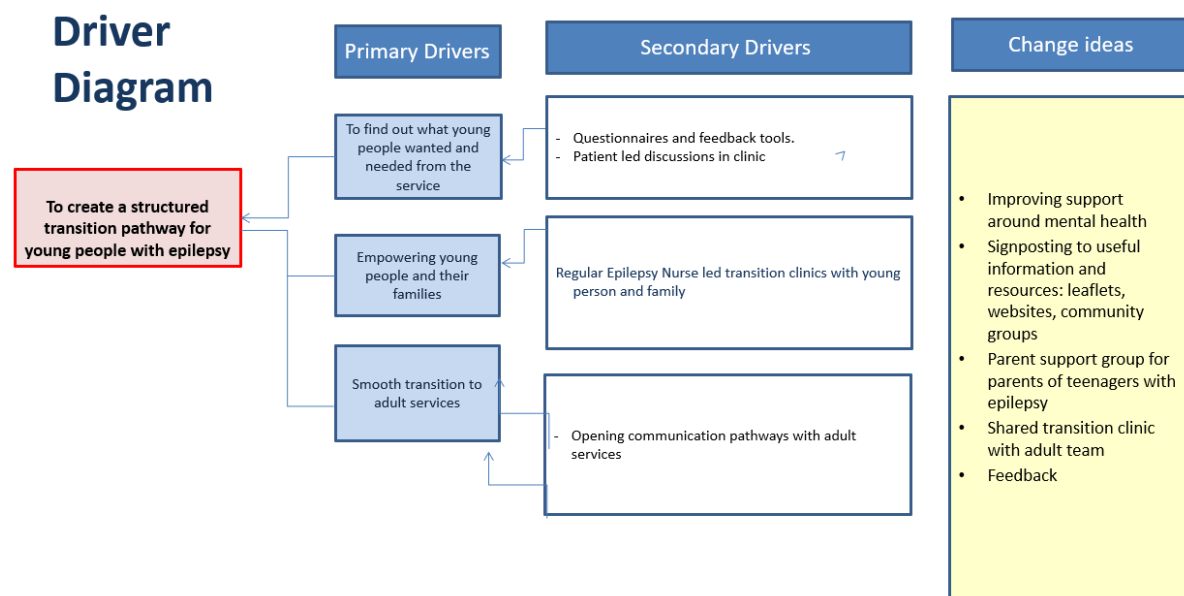 Driver
Diagram
Primary Drivers
Secondary Drivers
Change ideas
To create a structured
transition pathway for
young people with epilepsy
To find out what young
people wanted and
needed from the
service
- Questionnaires and feedback tools.
- Patient led discussions in clinic
Empowering young
people and their
families
Regular Epilepsy Nurse led transition clinics with young
person and family
Smooth transition to
adult services
- Opening communication pathways with adult
services
• Improving support
around mental health
• Signposting to useful
information and
resources: leaflets,
websites, community
groups
• Parent support group for
parents of teenagers with
epilepsy
• Shared transition clinic
with adult team
• Feedback